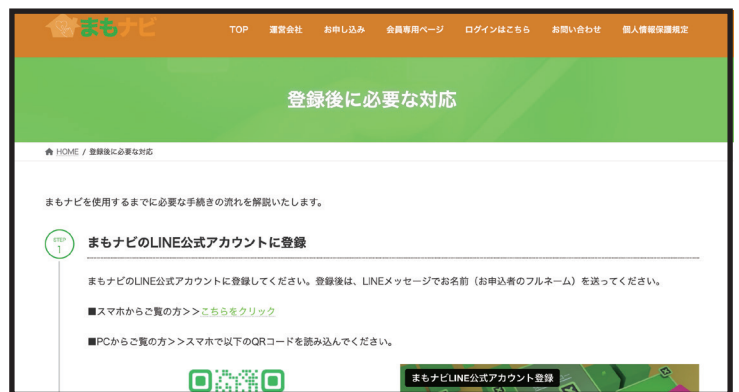 まもナビ
TOP 運営会社 お申し込み 会員専用ページ ログインはこちら お問い合わせ 個人情報保護規定
登録後に必要な対応
HOME / 登録後に必要な対応
まもナビを使用するまでに必要な手続きの流れを解説いたします。
STEP
1
まもナビのLINE公式アカウントに登録
まもナビのLINE公式アカウントに登録してください。登録後は、LINEメッセージでお名前（お申込者のフルネーム）を送ってください。
■スマホからご覧の方>>こちらをクリック
■PCからご覧の方>>スマホで以下のQRコードを読み込んでください。
まもナビLINE公式アカウント登録